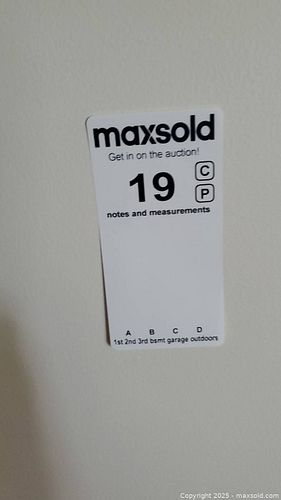 maxsold
Get in on the auction!
19
C
P
notes and measurements
A B C D
1st 2nd 3rd bsmt garage outdoors
Copyright 2025 - maxsold.com